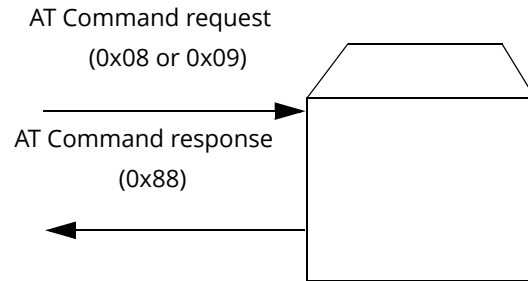 AT Command request
(0x08 or 0x09)
AT Command response
(0x88)